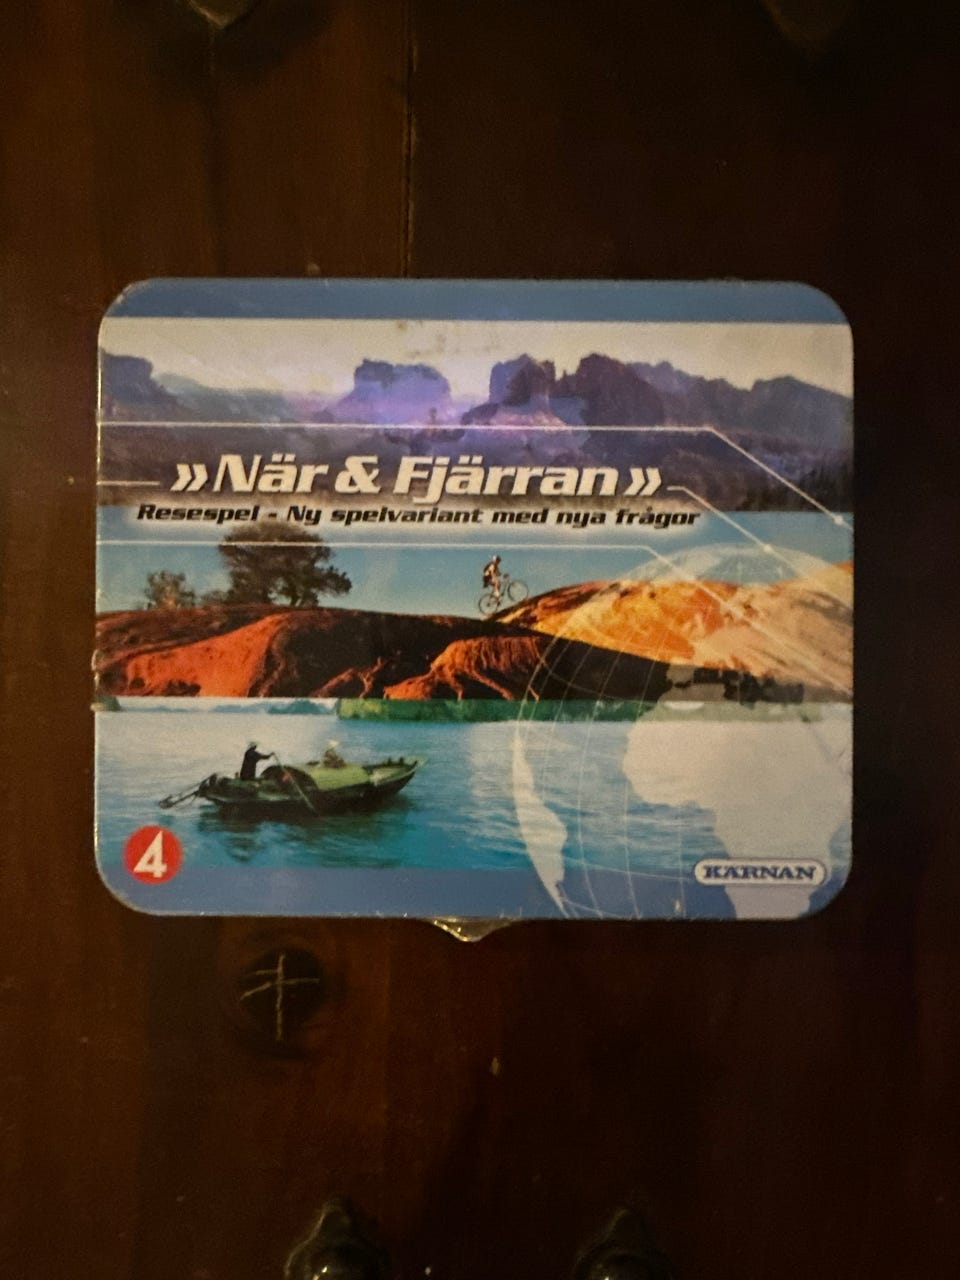 »När & Fjärran»
Resespel - Ny spelvariant med nya frågor
4
KÄRNAN